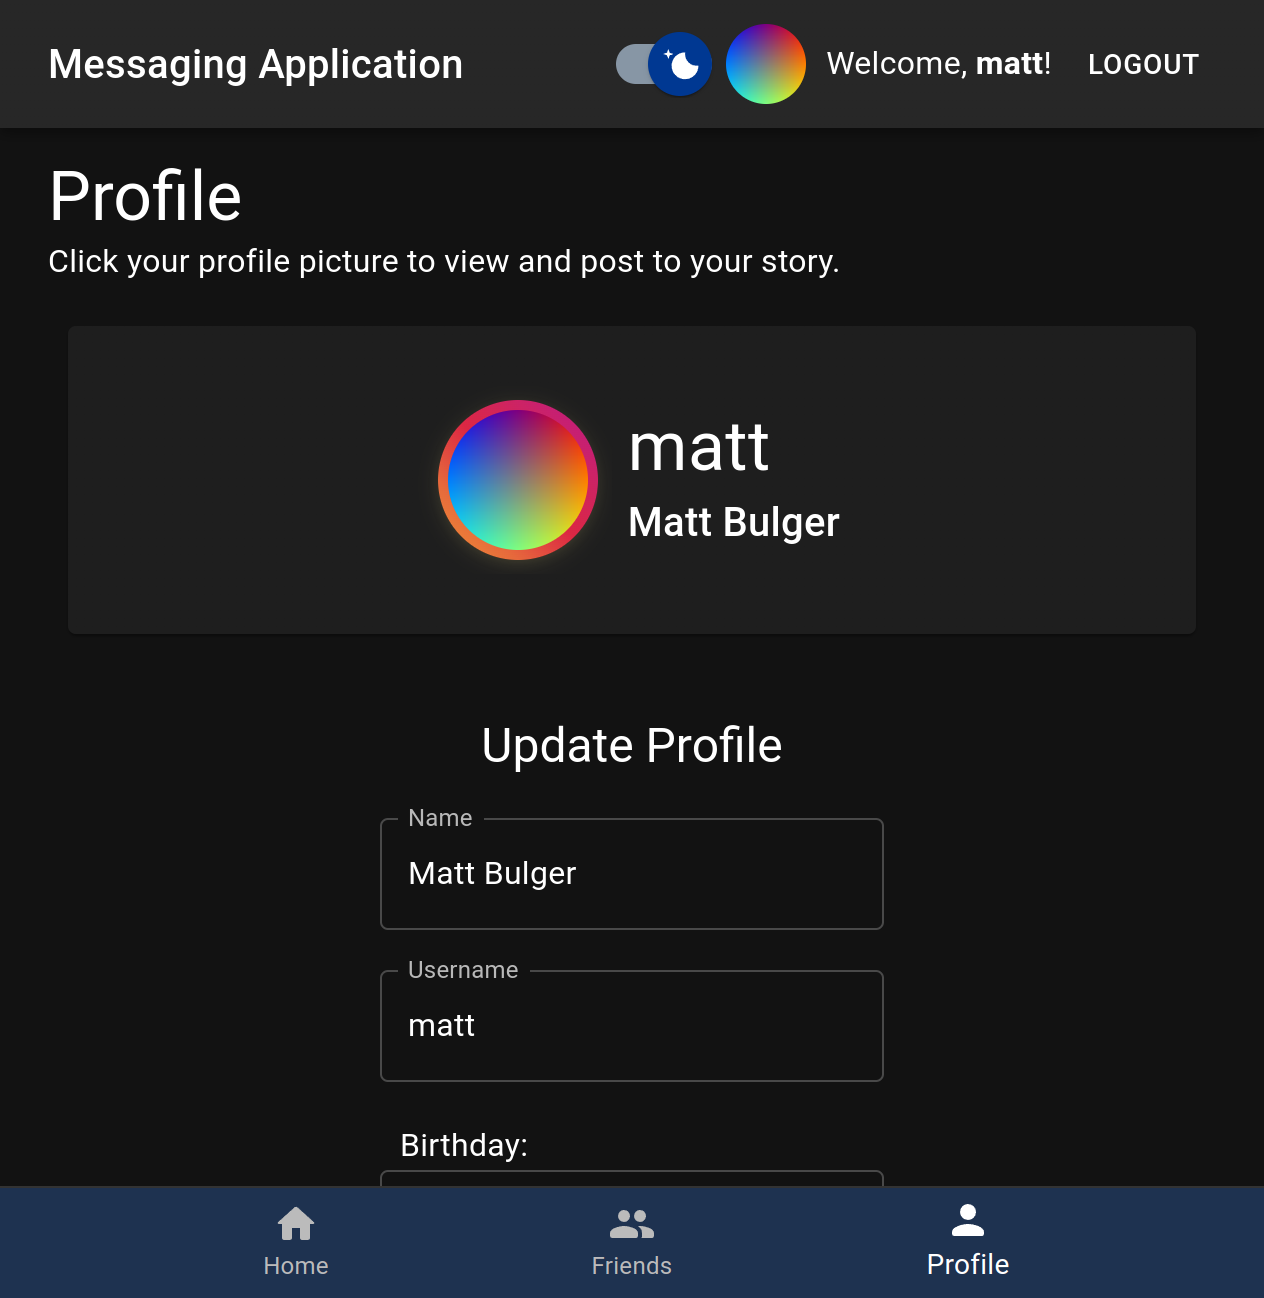 Messaging Application
Welcome, matt!
LOGOUT
Profile
Click your profile picture to view and post to your story.
matt
Matt Bulger
Update Profile
Name
Matt Bulger
Username
matt
Birthday:
Home
Friends
Profile